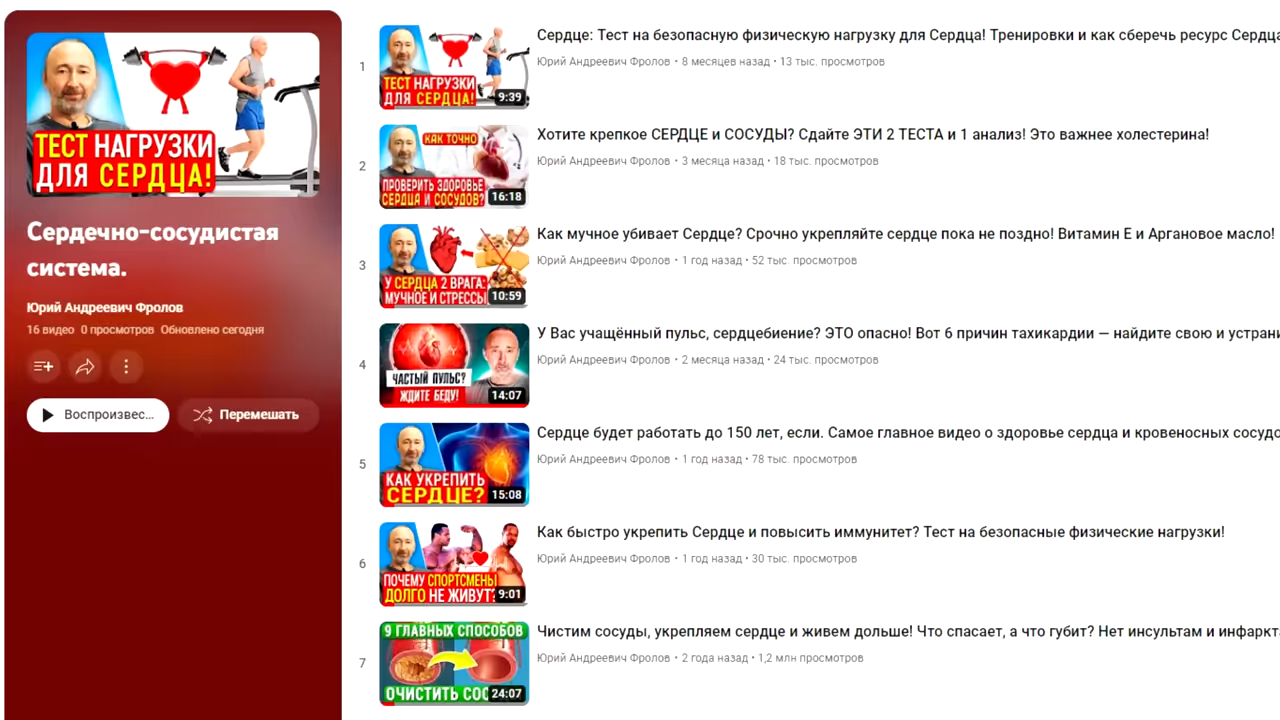 ТЕСТ НАГРУЗКИ
ДЛЯ СЕРДЦА!
Сердечно-сосудистая
система.
Юрий Андреевич Фролов
16 видео 0 просмотров Обновлено сегодня
Воспроизвес...
Перемешать
1
ТЕСТ НАГРУЗКИ
ДЛЯ СЕРДЦА!
9:39
Сердце: Тест на безопасную физическую нагрузку для Сердца! Тренировки и как сберечь ресурс Сердца
Юрий Андреевич Фролов • 8 месяцев назад • 13 тыс. просмотров
2
КАК ТОЧНО
ПРОВЕРИТЬ ЗДОРОВЬЕ
СЕРДЦА И СОСУДОВ?
16:18
Хотите крепкое СЕРДЦЕ и СОСУДЫ? Сдайте ЭТИ 2 ТЕСТА и 1 анализ! Это важнее холестерина!
Юрий Андреевич Фролов • 3 месяца назад • 18 тыс. просмотров
3
У СЕРДЦА 2 ВРАГА:
МУЧНОЕ И СТРЕССЫ
10:59
Как мучное убивает Сердце? Срочно укрепляйте сердце пока не поздно! Витамин Е и Аргановое масло!
Юрий Андреевич Фролов • 1 год назад • 52 тыс. просмотров
4
ЧАСТЫЙ ПУЛЬС?
ЖДИТЕ БЕДУ!
14:07
У Вас учащённый пульс, сердцебиение? ЭТО опасно! Вот 6 причин тахикардии — найдите свою и устрани
Юрий Андреевич Фролов • 2 месяца назад • 24 тыс. просмотров
5
КАК УКРЕПИТЬ
СЕРДЦЕ?
15:08
Сердце будет работать до 150 лет, если. Самое главное видео о здоровье сердца и кровеносных сосудо
Юрий Андреевич Фролов • 1 год назад • 78 тыс. просмотров
6
ПОЧЕМУ СПОРТСМЕНЫ
ДОЛГО НЕ ЖИВУТ?
9:01
Как быстро укрепить Сердце и повысить иммунитет? Тест на безопасные физические нагрузки!
Юрий Андреевич Фролов • 1 год назад • 30 тыс. просмотров
7
9 ГЛАВНЫХ СПОСОБОВ
ОЧИСТИТЬ СОС
24:07
Чистим сосуды, укрепляем сердце и живем дольше! Что спасает, а что губит? Нет инсультам и инфаркт
Юрий Андреевич Фролов • 2 года назад • 1,2 млн просмотров